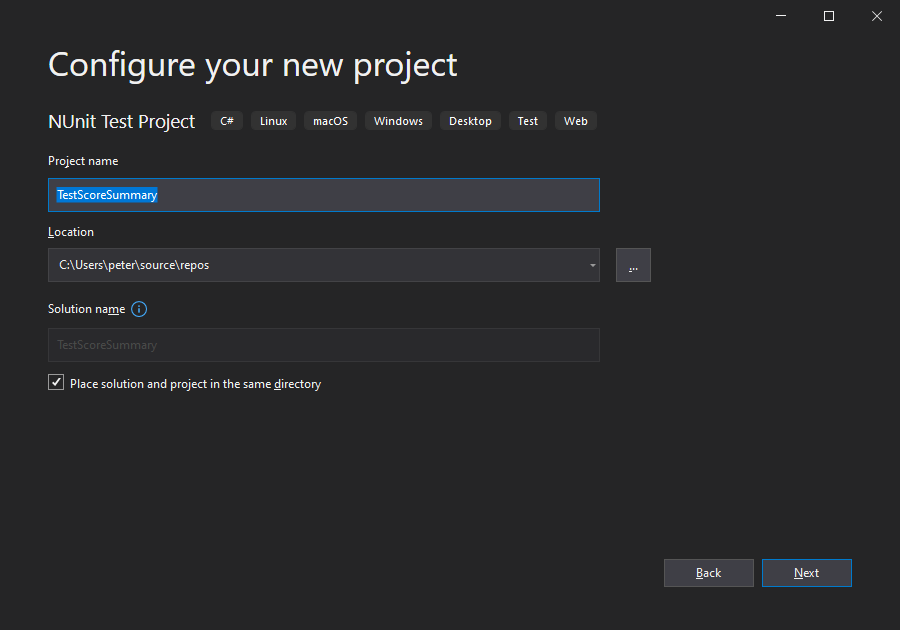 Configure your new project
NUnit Test Project C# Linux macOS Windows Desktop Test Web
Project name
TestScoreSummary
Location
C:\Users\peter\source\repos
...
Solution name
TestScoreSummary
Place solution and project in the same directory
Back Next